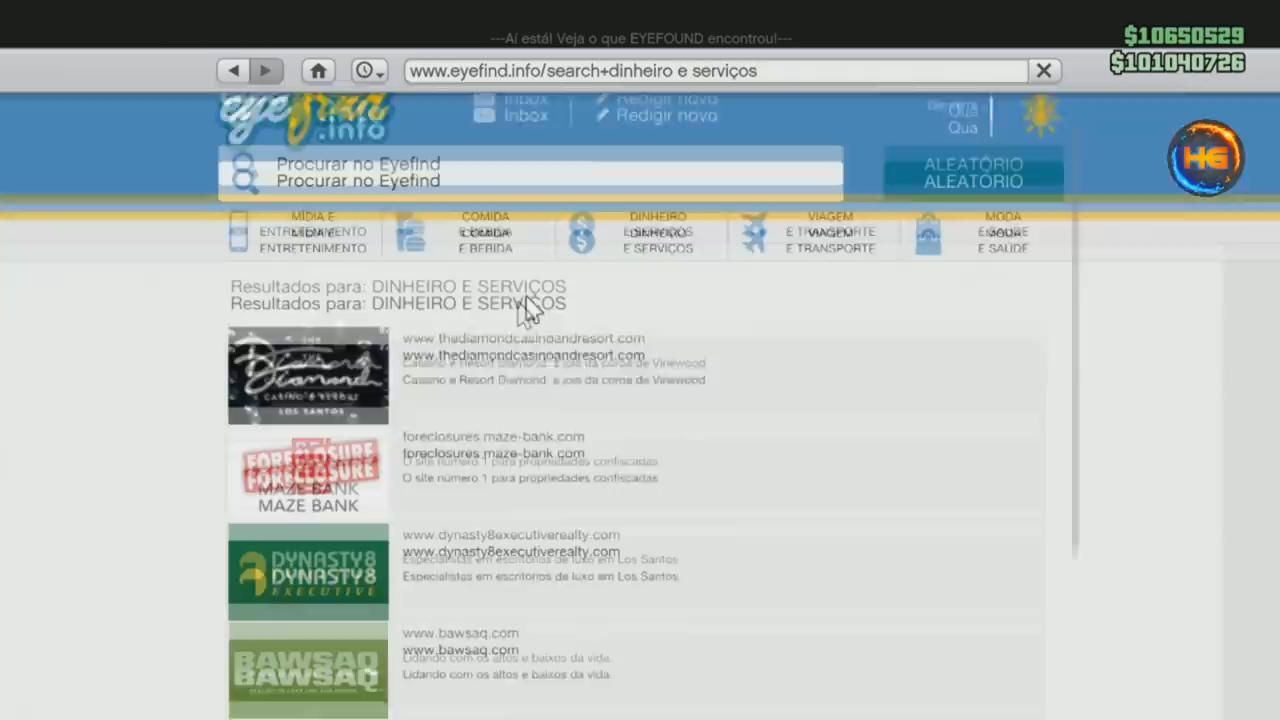 ---Aí está! Veja o que EYEFOUND encontrou!---
$10650529
$101040726
www.eyefind.info/search+dinheiro e serviços
eyefind
.info
Inbox
Redigir novo
Qua
HG
Procurar no Eyefind
ALEATÓRIO
MÍDIA E
ENTRETENIMENTO
COMIDA
E BEBIDA
DINHEIRO
E SERVIÇOS
VIAGEM
E TRANSPORTE
MODA
E SAÚDE
Resultados para: DINHEIRO E SERVIÇOS
THE
Diamond
CASINO & RESORT
LOS SANTOS
www.thediamondcasinoandresort.com
Cassino e Resort Diamond: a joia da coroa de Vinewood
FORECLOSURE
MAZE BANK
foreclosures.maze-bank.com
O site número 1 para propriedades confiscadas
DYNASTY8
EXECUTIVE
www.dynasty8executiverealty.com
Especialistas em escritórios de luxo em Los Santos.
BAWSAQ
www.bawsaq.com
Lidando com os altos e baixos da vida.